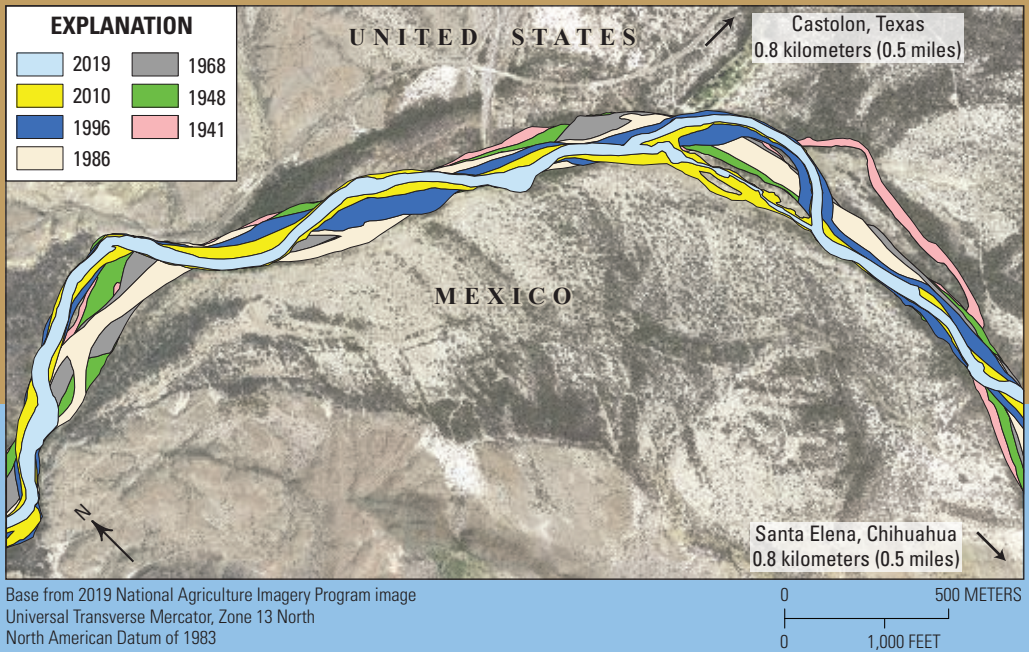 EXPLANATION
2019
2010
1996
1986
1968
1948
1941
UNITED STATES
Castolon, Texas
0.8 kilometers (0.5 miles)
MEXICO
N
Santa Elena, Chihuahua
0.8 kilometers (0.5 miles)
Base from 2019 National Agriculture Imagery Program image
Universal Transverse Mercator, Zone 13 North
North American Datum of 1983
0 500 METERS
0 1,000 FEET